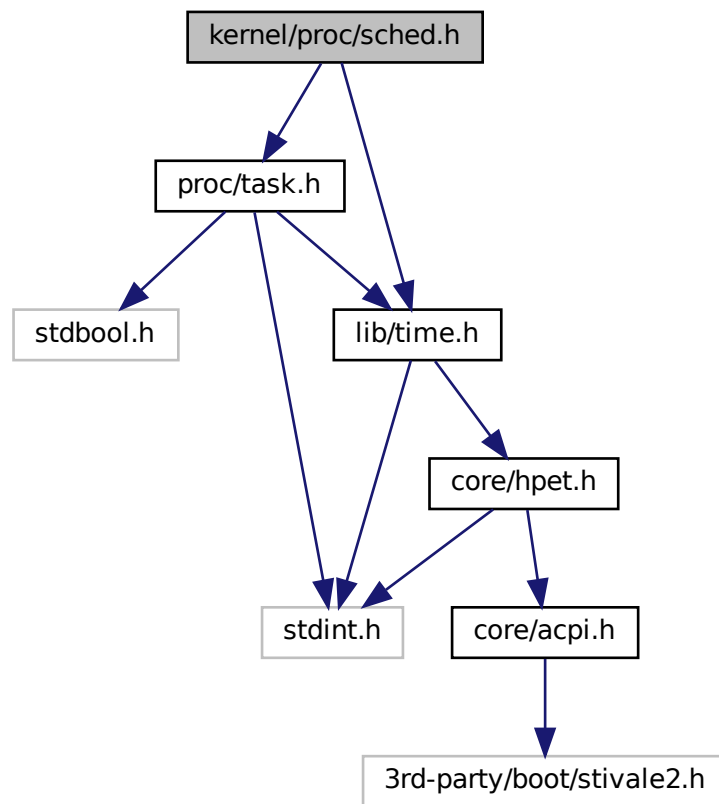 kernel/proc/sched.h
proc/task.h
stdbool.h
lib/time.h
core/hpet.h
stdint.h
core/acpi.h
3rd-party/boot/stivale2.h